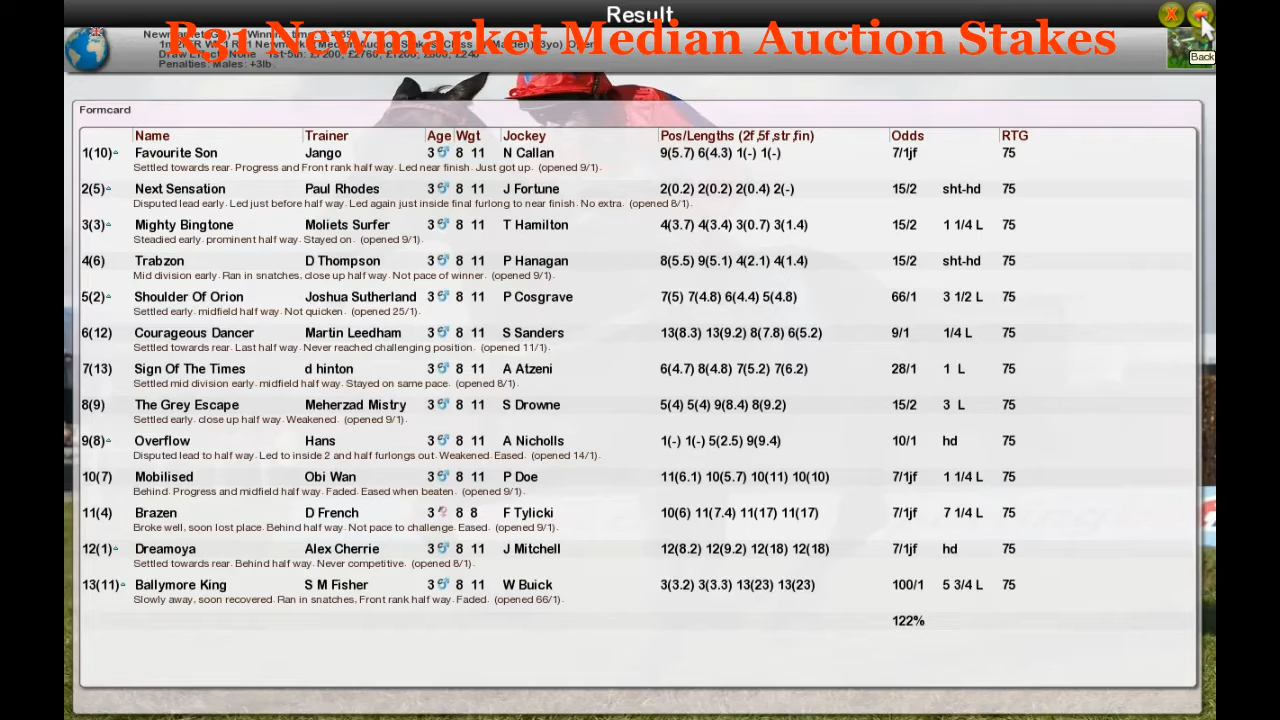 Result
R31 Newmarket Median Auction Stakes
Penalties: Males: +3lb
Back
Formcard
Name Trainer Age Wgt Jockey Pos/Lengths (2f,5f,str,fin) Odds RTG
1(10) Favourite Son Jango 3 8 11 N Callan 9(5.7) 6(4.3) 1(-) 1(-) 7/1jf 75
Settled towards rear. Progress and Front rank half way. Led near finish. Just got up. (opened 9/1).
2(5) Next Sensation Paul Rhodes 3 8 11 J Fortune 2(0.2) 2(0.2) 2(0.4) 2(-) 15/2 sht-hd 75
Disputed lead early. Led just before half way. Led again just inside final furlong to near finish. No extra. (opened 8/1).
3(3) Mighty Bingtone Moliets Surfer 3 8 11 T Hamilton 4(3.7) 4(3.4) 3(0.7) 3(1.4) 15/2 1 1/4 L 75
Steadied early. prominent half way. Stayed on. (opened 9/1).
4(6) Trabzon D Thompson 3 8 11 P Hanagan 8(5.5) 9(5.1) 4(2.1) 4(1.4) 15/2 sht-hd 75
Mid division early. Ran in snatches, close up half way. Not pace of winner. (opened 9/1).
5(2) Shoulder Of Orion Joshua Sutherland 3 8 11 P Cosgrave 7(5) 7(4.8) 6(4.4) 5(4.8) 66/1 3 1/2 L 75
Settled early. midfield half way. Not quicken. (opened 25/1).
6(12) Courageous Dancer Martin Leedham 3 8 11 S Sanders 13(8.3) 13(9.2) 8(7.8) 6(5.2) 9/1 1/4 L 75
Settled towards rear. Last half way. Never reached challenging position. (opened 11/1).
7(13) Sign Of The Times d hinton 3 8 11 A Atzeni 6(4.7) 8(4.8) 7(5.2) 7(6.2) 28/1 1 L 75
Settled mid division early. midfield half way. Stayed on same pace. (opened 8/1).
8(9) The Grey Escape Meherzad Mistry 3 8 11 S Drowne 5(4) 5(4) 9(8.4) 8(9.2) 15/2 3 L 75
Settled early. close up half way. Weakened. (opened 9/1).
9(8) Overflow Hans 3 8 11 A Nicholls 1(-) 1(-) 5(2.5) 9(9.4) 10/1 hd 75
Disputed lead to half way. Led to inside 2 and half furlongs out. Weakened. Eased. (opened 14/1).
10(7) Mobilised Obi Wan 3 8 11 P Doe 11(6.1) 10(5.7) 10(11) 10(10) 7/1jf 1 1/4 L 75
Behind. Progress and midfield half way. Faded. Eased when beaten. (opened 9/1).
11(4) Brazen D French 3 8 8 F Tylicki 10(6) 11(7.4) 11(17) 11(17) 7/1jf 7 1/4 L 75
Broke well, soon lost place. Behind half way. Not pace to challenge. Eased. (opened 9/1).
12(1) Dreamoya Alex Cherrie 3 8 11 J Mitchell 12(8.2) 12(9.2) 12(18) 12(18) 7/1jf hd 75
Settled towards rear. Behind half way. Never competitive. (opened 8/1).
13(11) Ballymore King S M Fisher 3 8 11 W Buick 3(3.2) 3(3.3) 13(23) 13(23) 100/1 5 3/4 L 75
Slowly away, soon recovered. Ran in snatches, Front rank half way. Faded. (opened 66/1).
122%